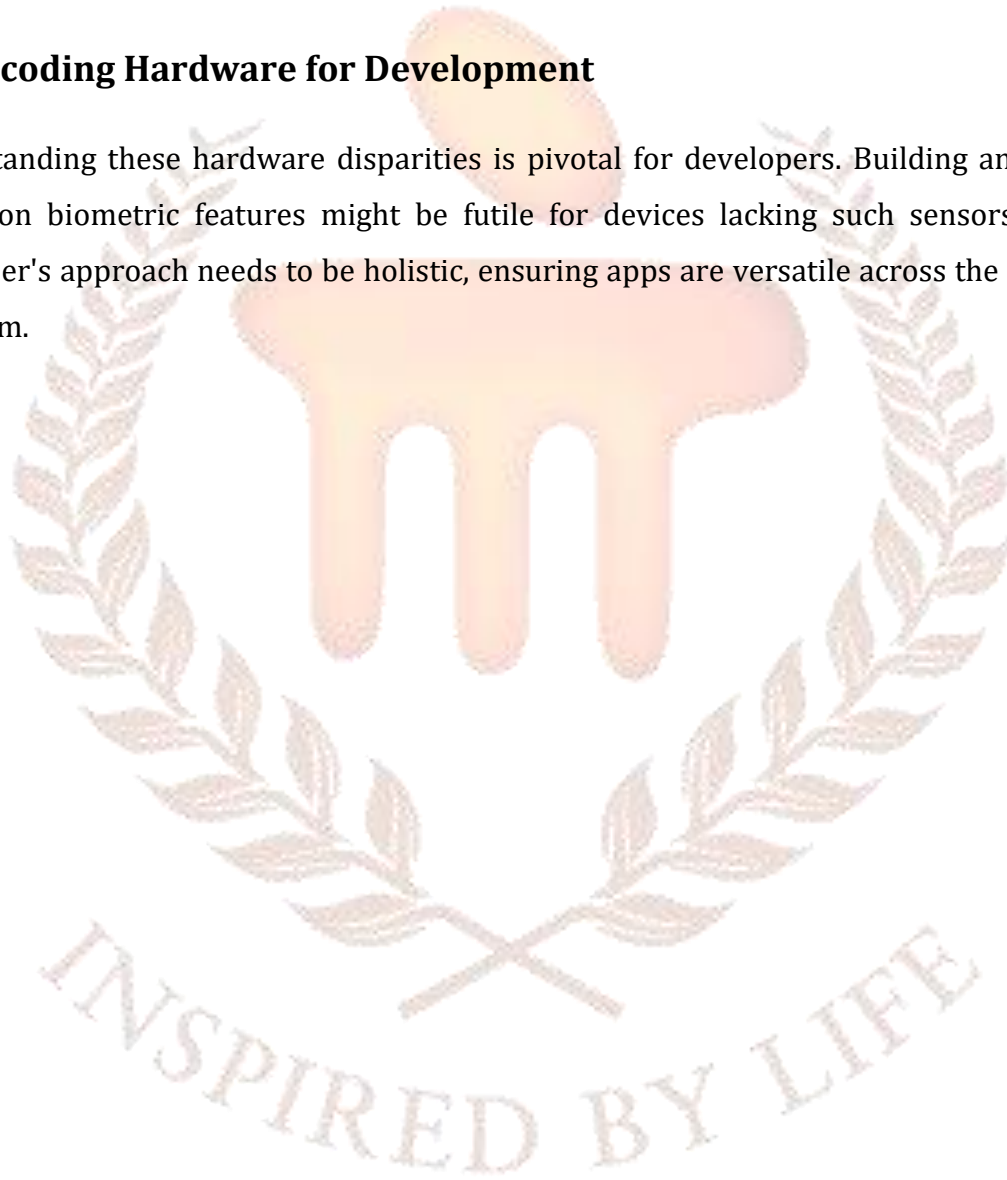 coding Hardware for Development
tanding these hardware disparities is pivotal for developers. Building an
on biometric features might be futile for devices lacking such sensors
er's approach needs to be holistic, ensuring apps are versatile across the
m.
INSPIRED BY LIFE